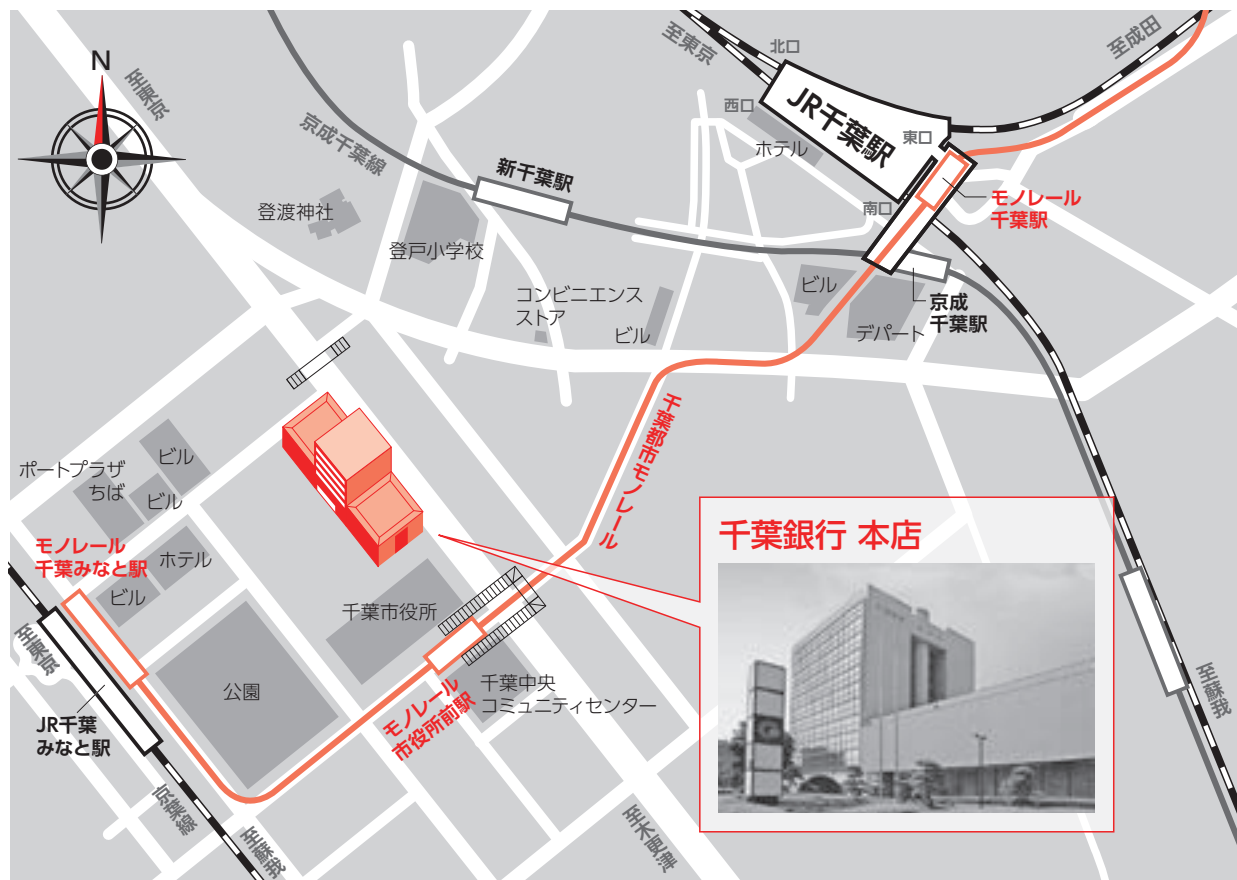 N
至東京
京成千葉線
至東京
北口
西口
JR千葉駅
東口
南口
至成田
ホテル
新千葉駅
モノレール
千葉駅
登渡神社
登戸小学校
コンビニエンス
ストア
ビル
ビル
デパート
京成
千葉駅
千葉都市モノレール
ポートプラザ
ちば
ビル
ビル
モノレール
千葉みなと駅
ホテル
ビル
千葉市役所
千葉銀行 本店
至東京
公園
モノレール
市役所前駅
千葉中央
コミュニティセンター
JR千葉
みなと駅
京葉線
至蘇我
至木更津
至蘇我